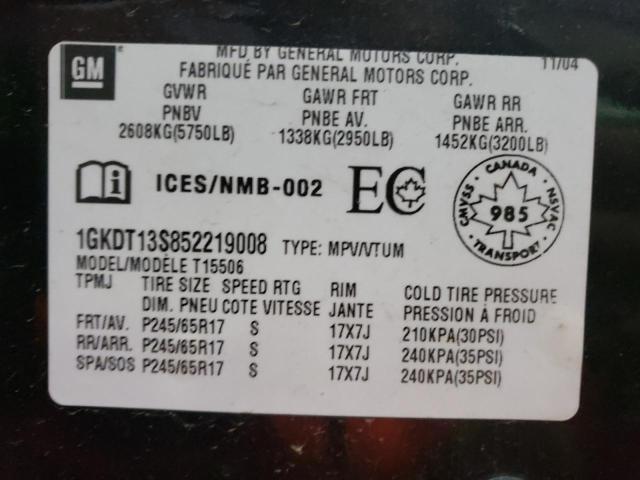 GM
MFD BY GENERAL MOTORS CORP.
11/04
FABRIQUÉ PAR GENERAL MOTORS CORP.
GVWR GAWR FRT GAWR RR
PNBV PNBE AV. PNBE ARR.
2608KG(5750LB) 1338KG(2950LB) 1452KG(3200LB)
i ICES/NMB-002 EC
CANADA
CMVSS 985 NSVAC
TRANSPORT
1GKDT13S852219008 TYPE: MPV/VTUM
MODEL/MODÈLE T15506
TPMJ TIRE SIZE SPEED RTG RIM COLD TIRE PRESSURE
DIM. PNEU COTE VITESSE JANTE PRESSION À FROID
FRT/AV. P245/65R17 S 17X7J 210KPA(30PSI)
RR/ARR. P245/65R17 S 17X7J 240KPA(35PSI)
SPA/SOS P245/65R17 S 17X7J 240KPA(35PSI)